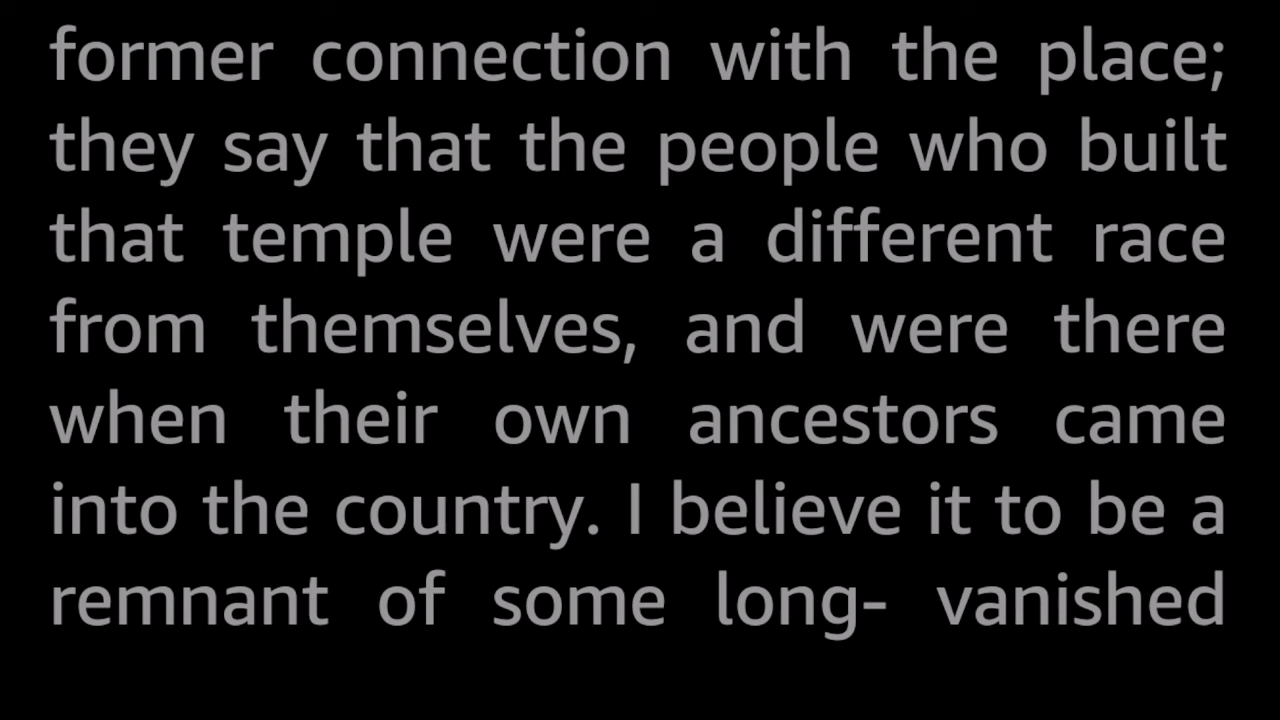 former connection with the place;
they say that the people who built
that temple were a different race
from themselves, and were there
when their own ancestors came
into the country. I believe it to be a
remnant of some long- vanished